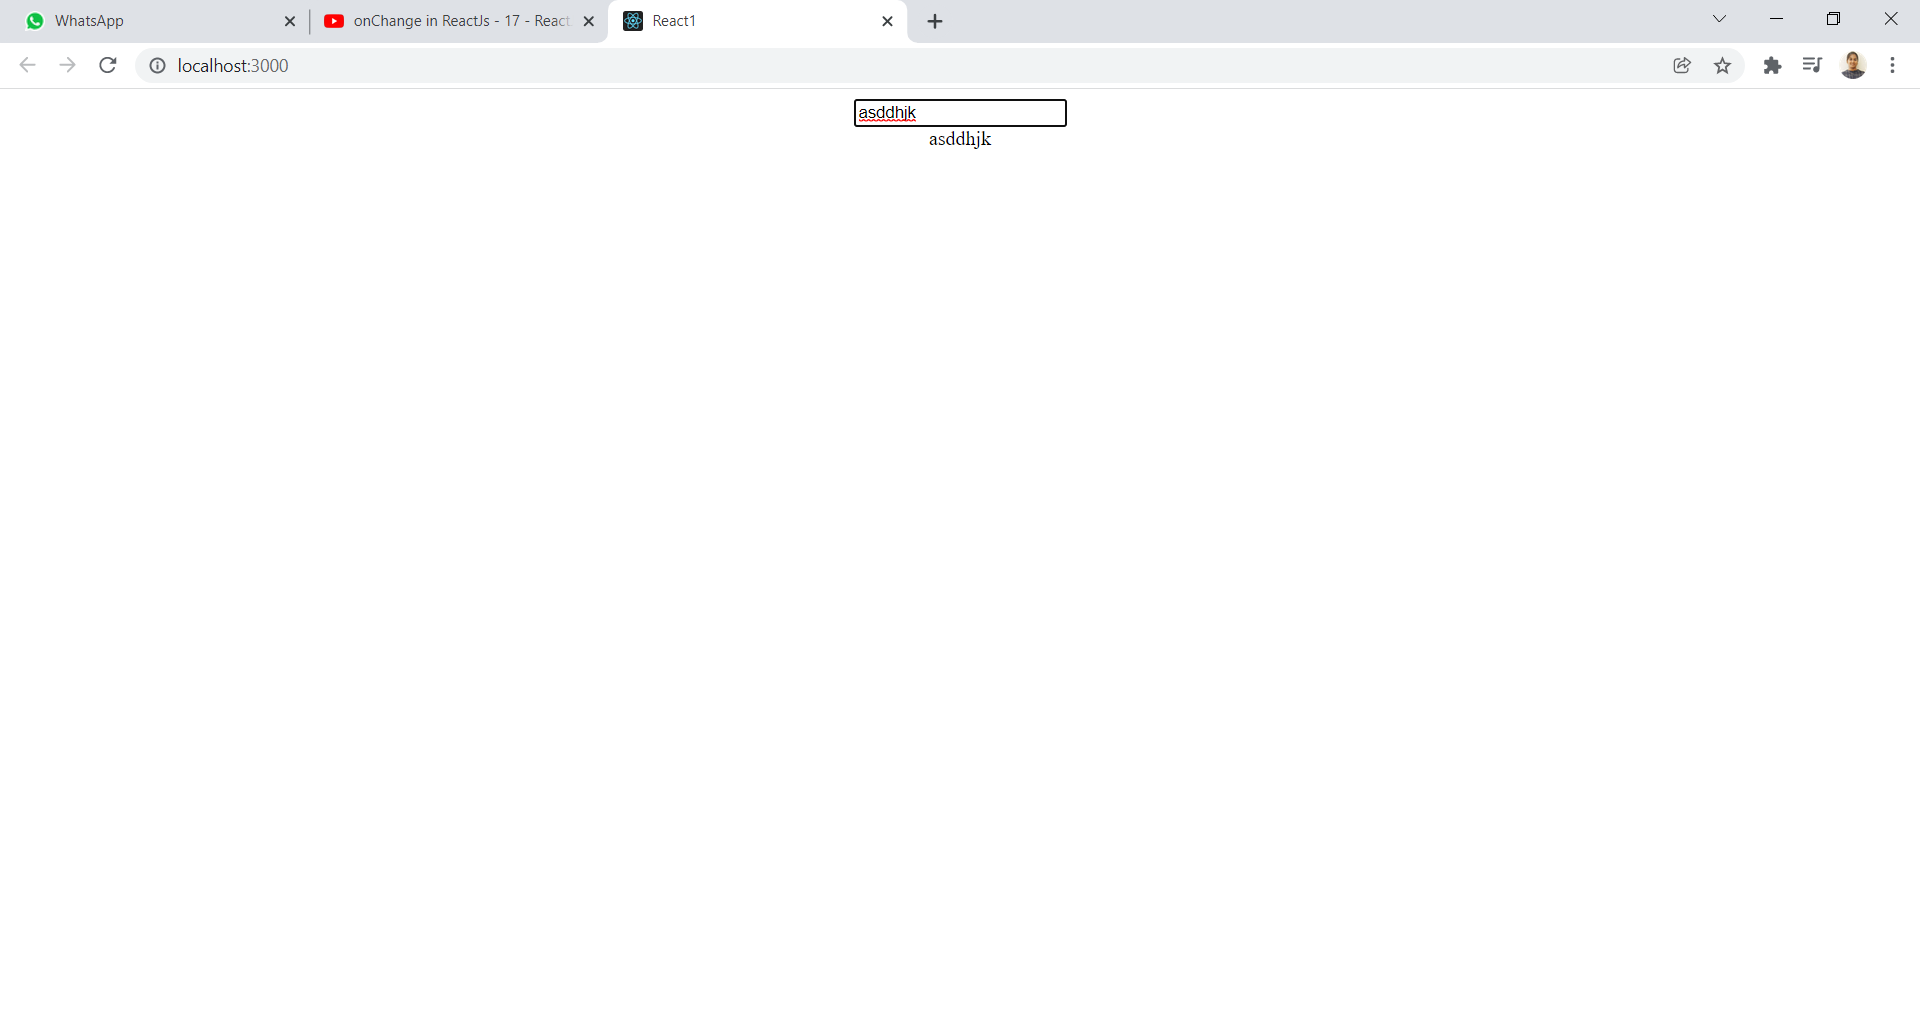 WhatsApp
onChange in ReactJs - 17 - React
React1
localhost:3000
asddhjk
asddhjk